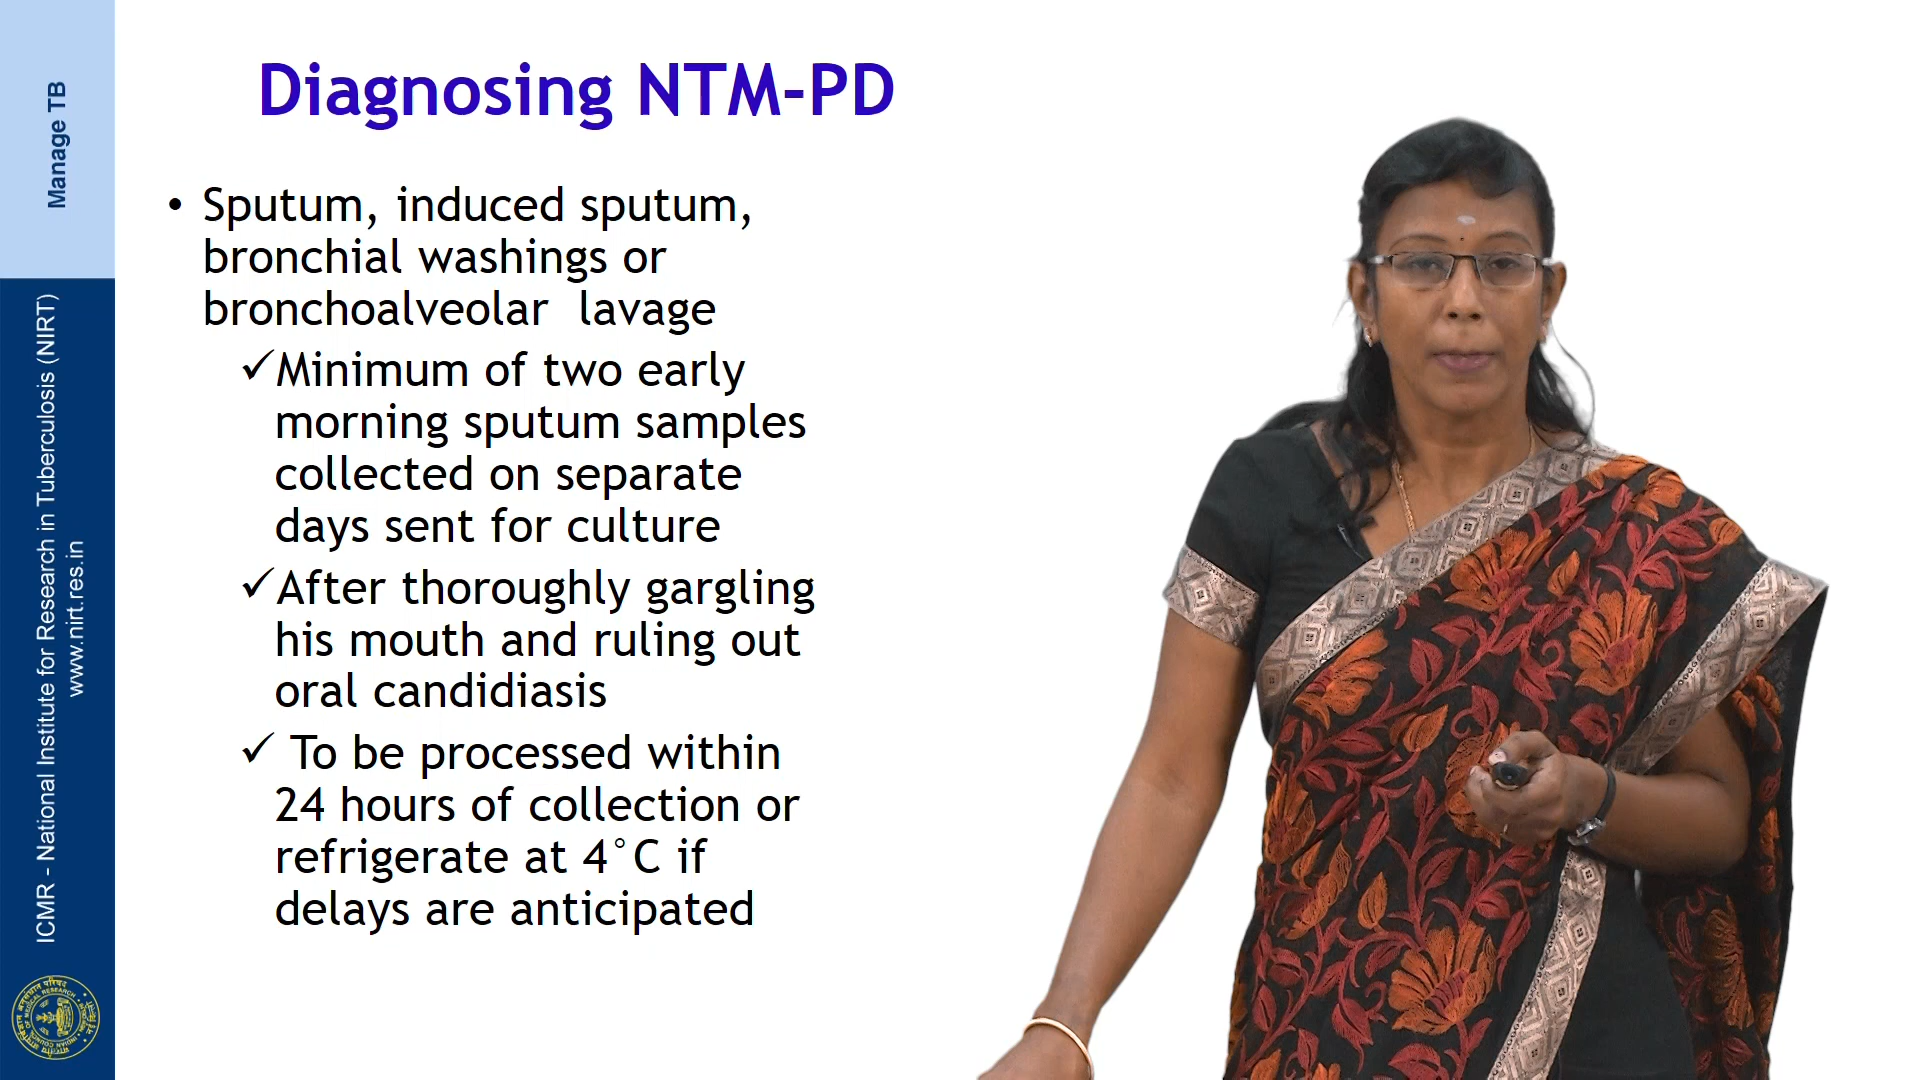 Diagnosing NTM-PD
• Sputum, induced sputum,
bronchial washings or
bronchoalveolar lavage
✓Minimum of two early
morning sputum samples
collected on separate
days sent for culture
✓After thoroughly gargling
his mouth and ruling out
oral candidiasis
✓ To be processed within
24 hours of collection or
refrigerate at 4°C if
delays are anticipated
Manage TB
ICMR - National Institute for Research in Tuberculosis (NIRT)
www.nirt.res.in